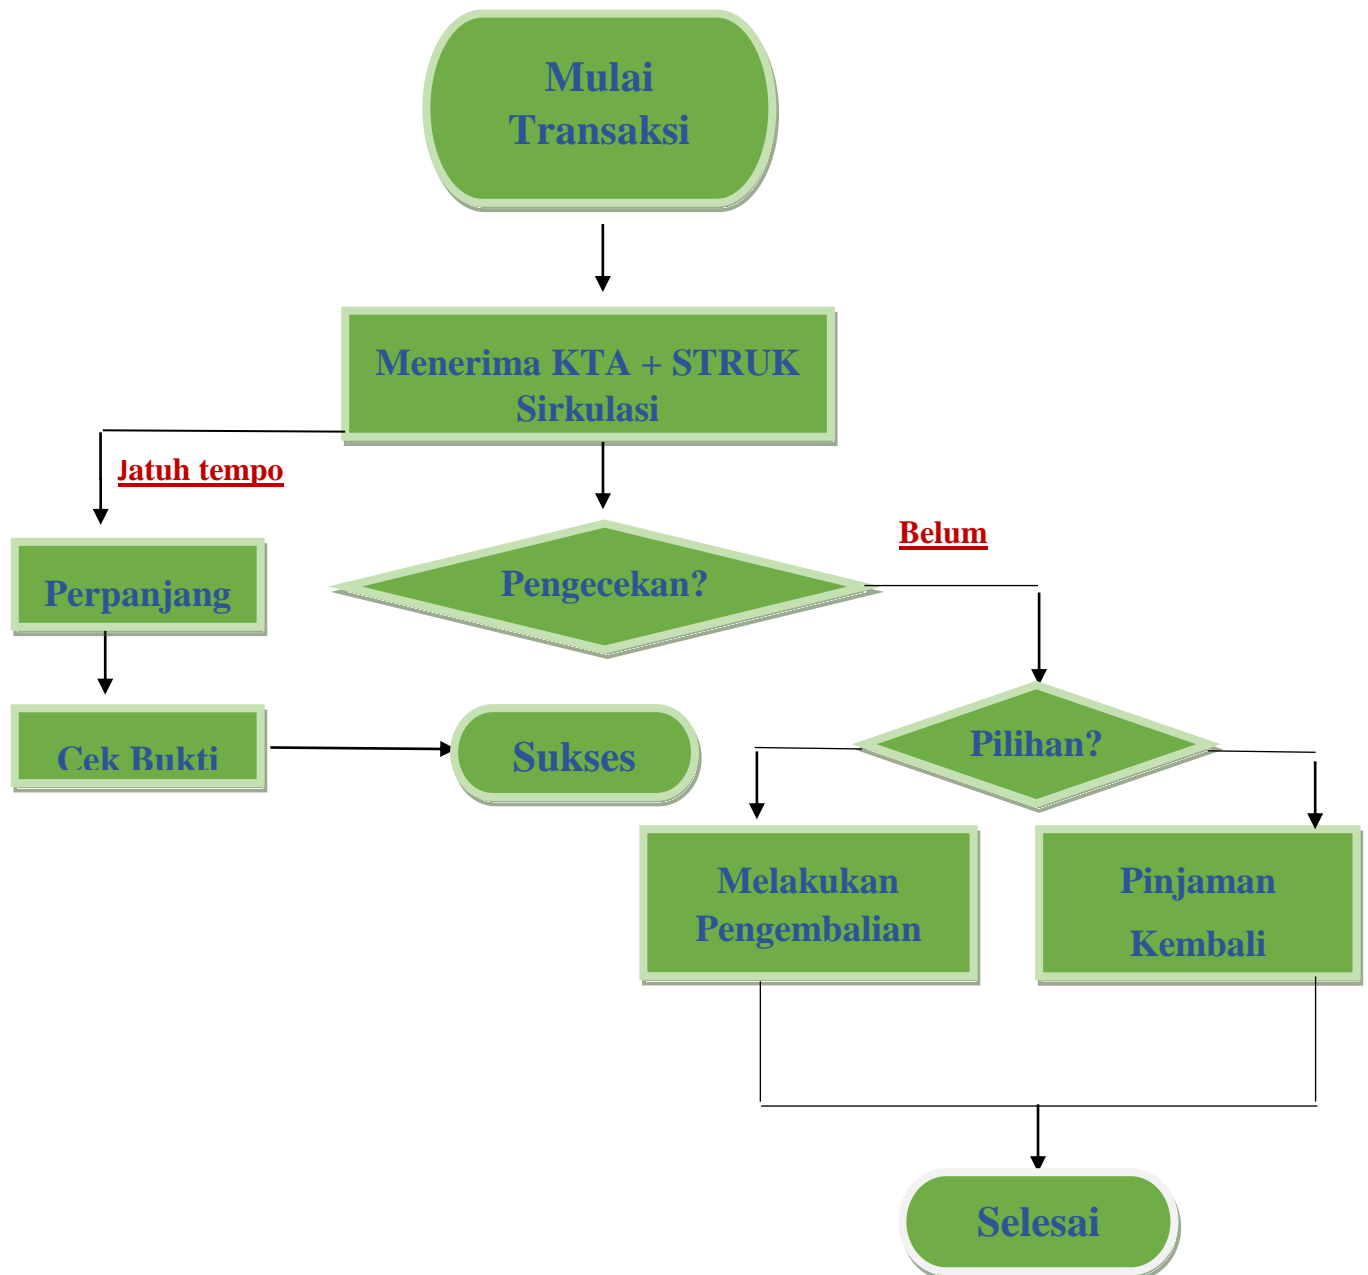 Mulai
Transaksi
Menerima KTA + STRUK
Sirkulasi
Jatuh tempo
Belum
Perpanjang
Pengecekan?
Cek Bukti
Sukses
Pilihan?
Melakukan
Pengembalian
Pinjaman
Kembali
Selesai